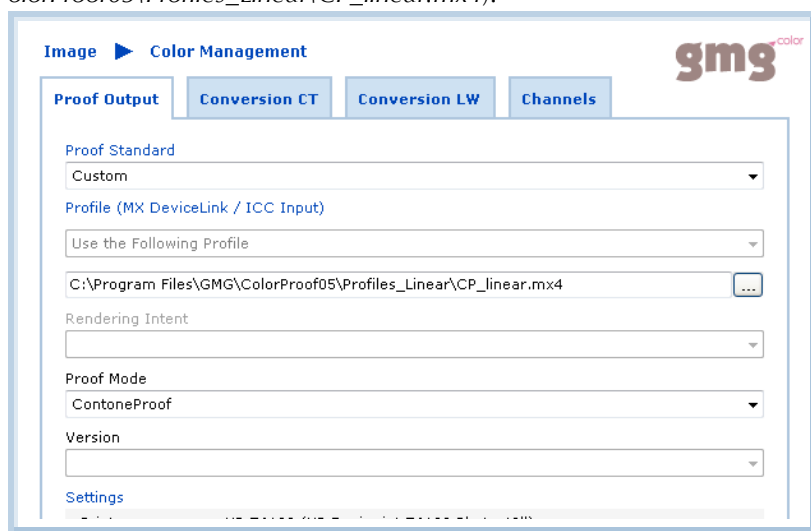 Image ▶ Color Management
gmg color
Proof Output Conversion CT Conversion LW Channels
Proof Standard
Custom
Profile (MX DeviceLink / ICC Input)
Use the Following Profile
C:\Program Files\GMG\ColorProof05\Profiles_Linear\CP_linear.mx4
...
Rendering Intent
Proof Mode
ContoneProof
Version
Settings